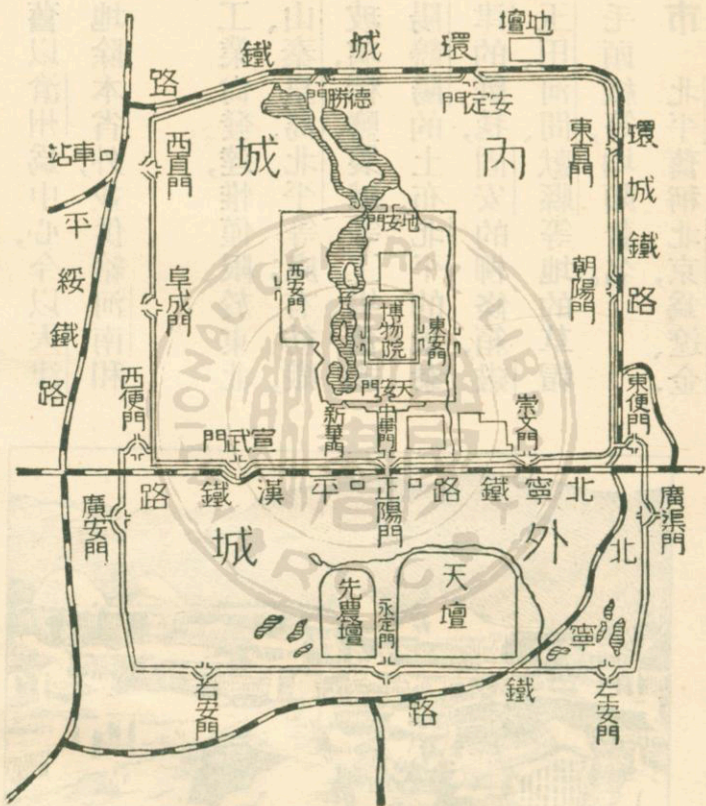 地壇
環城鐵路
德勝門
安定門
內城
東直門
環城鐵路
車站
西直門
地安門
平綏鐵路
阜成門
西安門
博物院
東安門
朝陽門
天安門
西便門
新華門
中華門
崇文門
東便門
宣武門
平漢鐵路
正陽門
北寧鐵路
廣安門
外城
廣渠門
先農壇
永定門
天壇
北寧鐵路
右安門
左安門